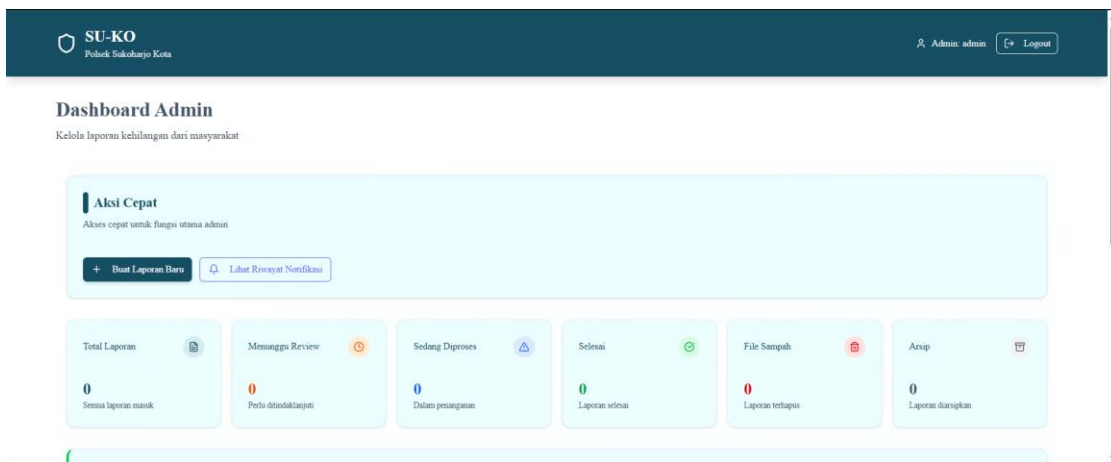 SU-KO
Polsek Sukoharjo Kota
Admin: admin
Logout
Dashboard Admin
Kelola laporan kehilangan dari masyarakat
Aksi Cepat
Akses cepat untuk fungsi utama admin
+ Buat Laporan Baru
Lihat Riwayat Notifikasi
Total Laporan
0
Semua laporan masuk
Menunggu Review
0
Perlu ditindaklanjuti
Sedang Diproses
0
Dalam penanganan
Selesai
0
Laporan selesai
File Sampah
0
Laporan terhapus
Arsip
0
Laporan diarsipkan